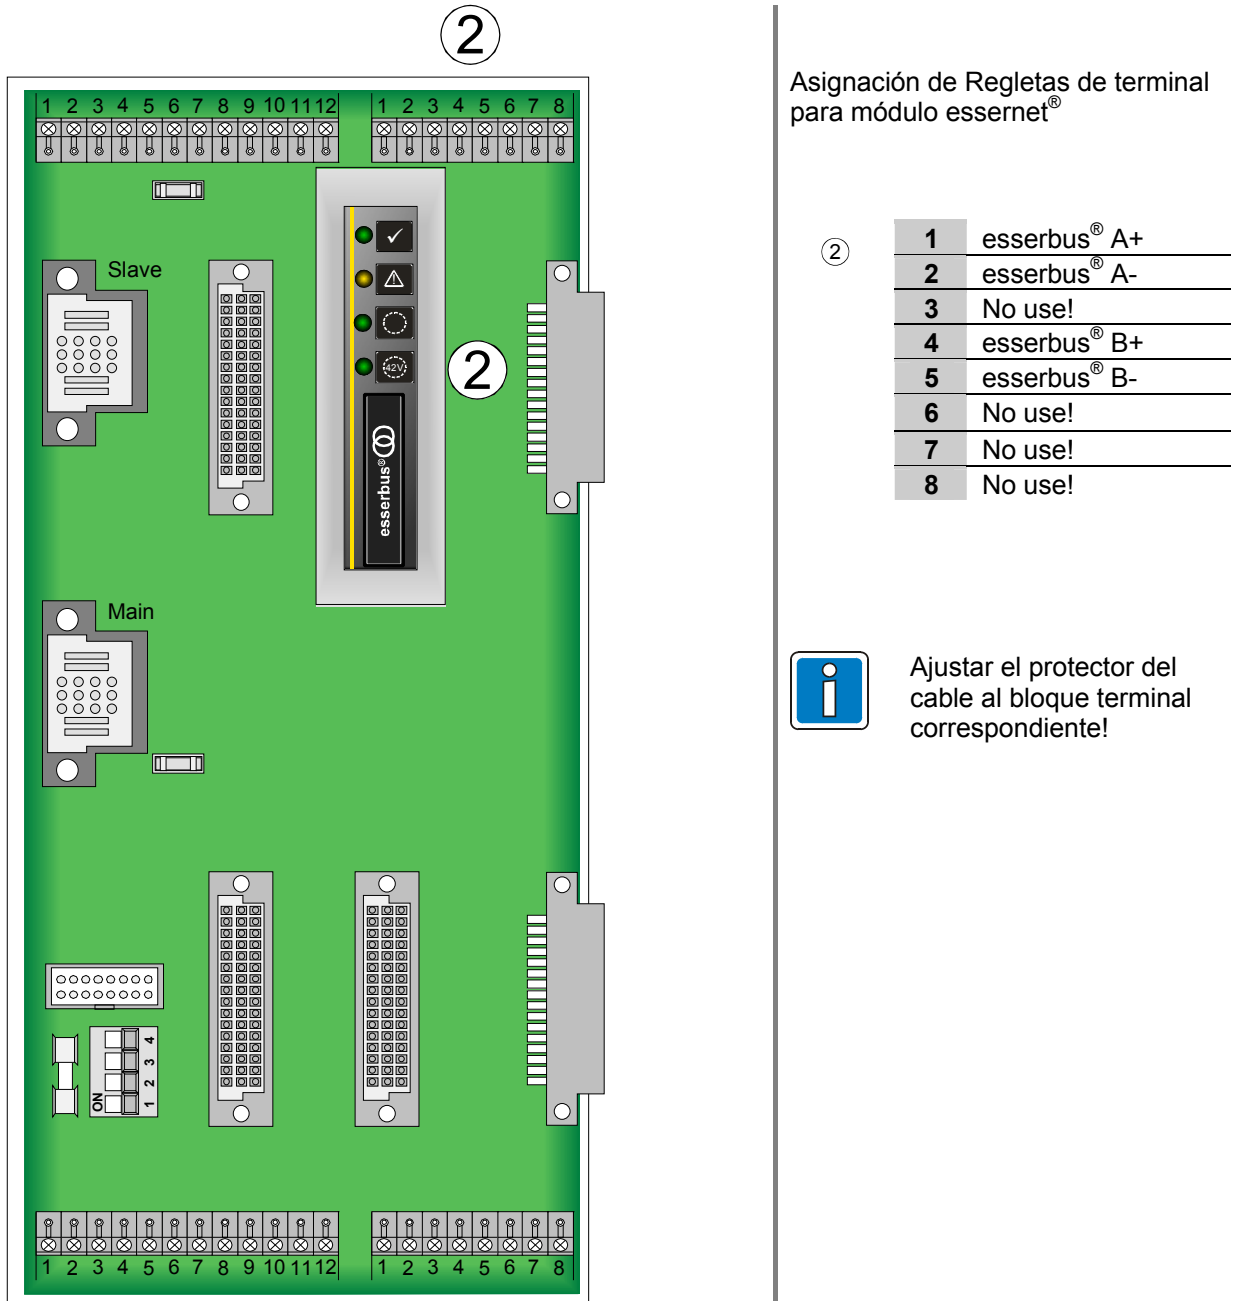 2
1 2 3 4 5 6 7 8 9 10 11 12
1 2 3 4 5 6 7 8
Slave
42V
2
esserbus®
Main
4
3
2
1
ON
1 2 3 4 5 6 7 8 9 10 11 12
1 2 3 4 5 6 7 8
Asignación de Regletas de terminal
para módulo essernet®
2
1 esserbus® A+
2 esserbus® A-
3 No use!
4 esserbus® B+
5 esserbus® B-
6 No use!
7 No use!
8 No use!
Ajustar el protector del
cable al bloque terminal
correspondiente!